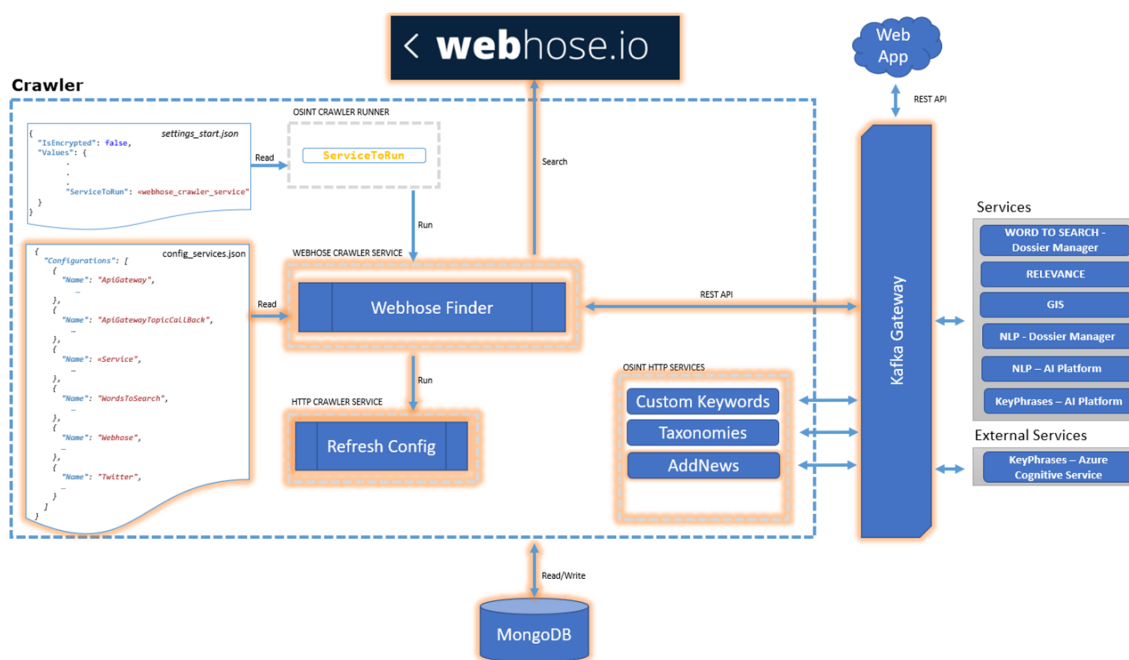 < webhose.io
Web
App
Crawler
REST API
OSINT CRAWLER RUNNER
settings_start.json
{
"IsEncrypted": false,
"Values": {
.
.
.
"ServiceToRun": «webhose_crawler_service"
}
}
Read
ServiceToRun
Search
Run
Services
WORD TO SEARCH -
Dossier Manager
RELEVANCE
GIS
NLP - Dossier Manager
NLP – AI Platform
KeyPhrases – AI Platform
External Services
KeyPhrases – Azure
Cognitive Service
config_services.json
{
"Configurations": [
{
"Name": "ApiGateway",
…
},
{
"Name": "ApiGatewayTopicCallBack",
…
},
{
"Name": «Service",
…
},
{
"Name": "WordsToSearch",
…
},
{
"Name": "Webhose",
…
},
{
"Name": "Twitter",
…
}
]
}
Read
WEBHOSE CRAWLER SERVICE
Webhose Finder
REST API
Kafka Gateway
Run
HTTP CRAWLER SERVICE
Refresh Config
OSINT HTTP SERVICES
Custom Keywords
Taxonomies
AddNews
Read/Write
MongoDB